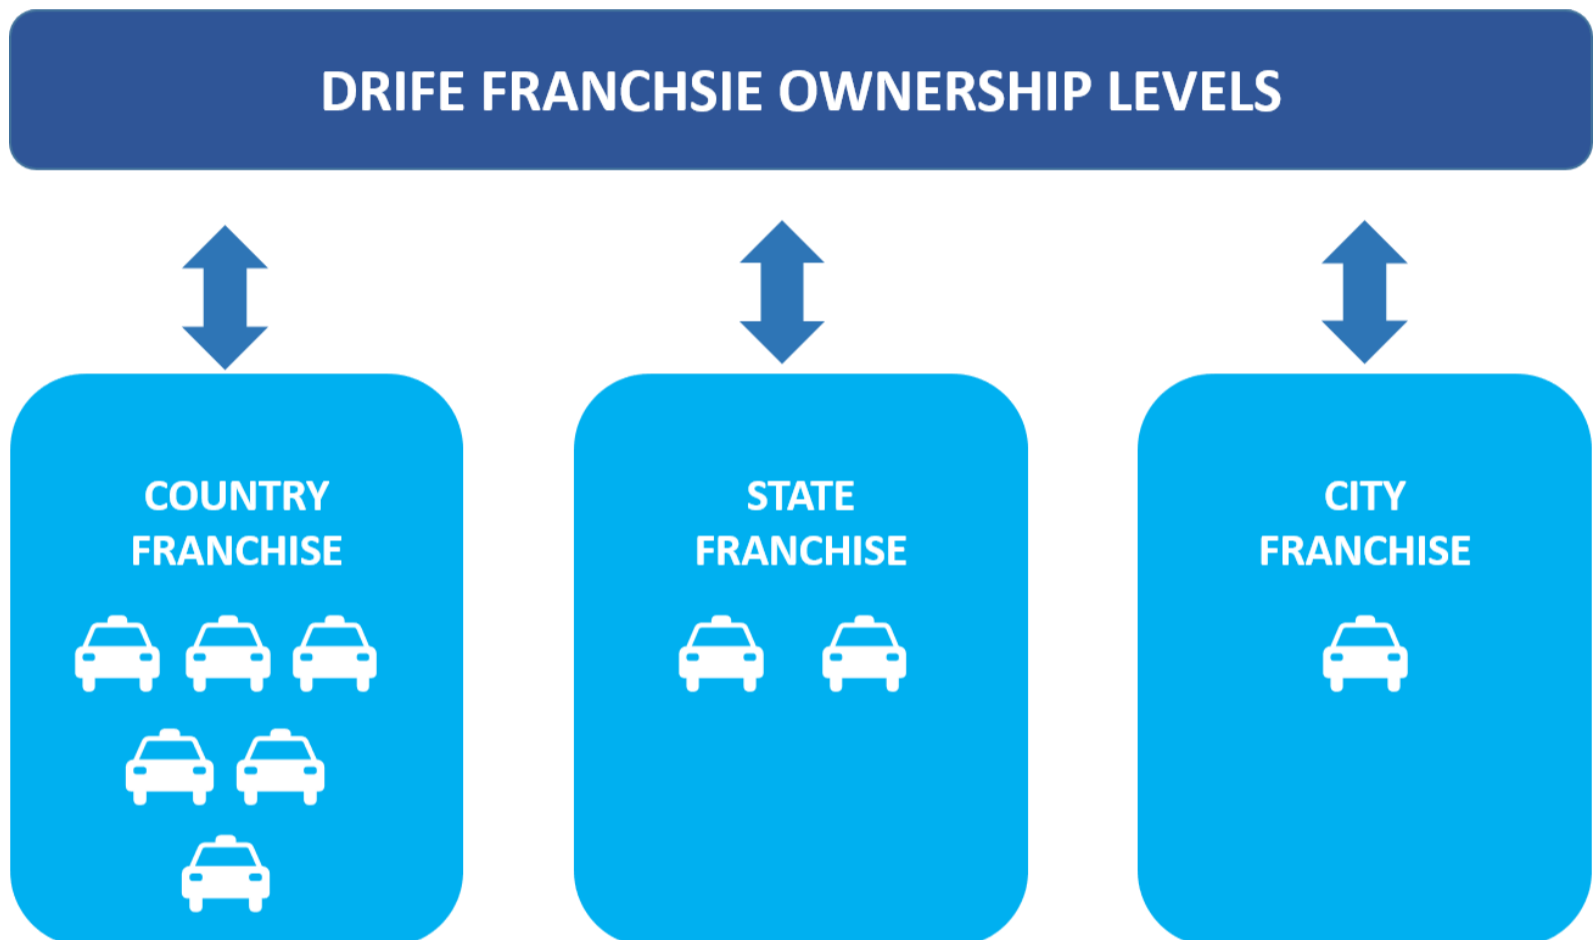 DRIFE FRANCHSIE OWNERSHIP LEVELS
COUNTRY
FRANCHISE
STATE
FRANCHISE
CITY
FRANCHISE